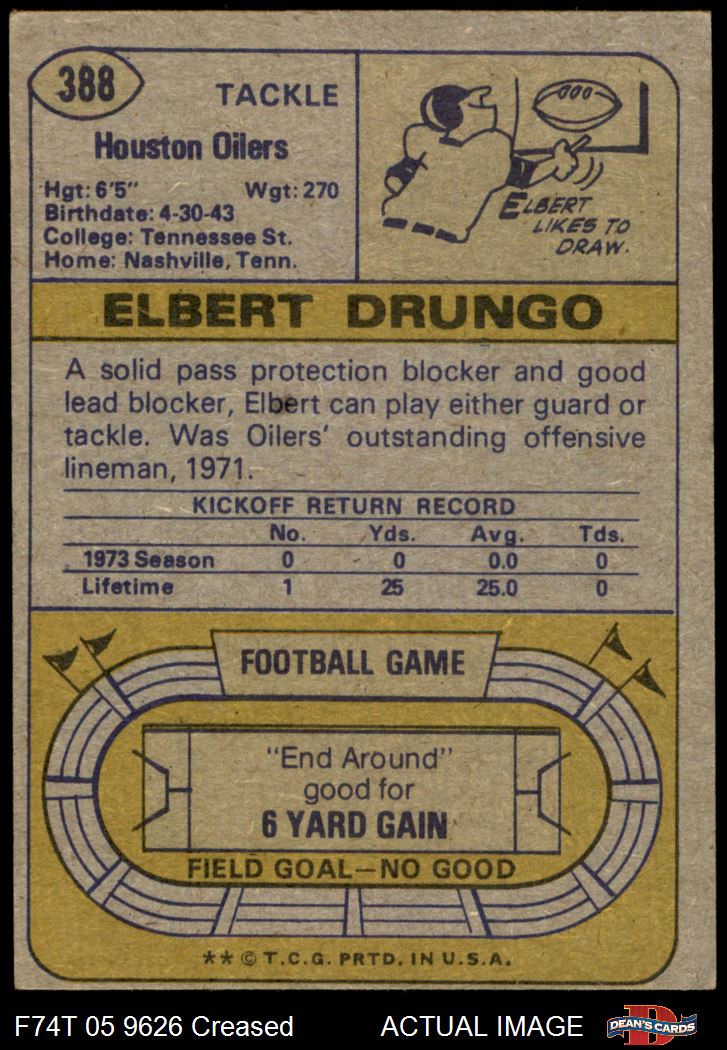 388
TACKLE
Houston Oilers
Hgt: 6'5" Wgt: 270
Birthdate: 4-30-43
College: Tennessee St.
Home: Nashville, Tenn.
ELBERT
LIKES TO
DRAW.
ELBERT DRUNGO
A solid pass protection blocker and good
lead blocker, Elbert can play either guard or
tackle. Was Oilers' outstanding offensive
lineman, 1971.
KICKOFF RETURN RECORD
No. Yds. Avg. Tds.
1973 Season 0 0 0.0 0
Lifetime 1 25 25.0 0
FOOTBALL GAME
"End Around"
good for
6 YARD GAIN
FIELD GOAL—NO GOOD
** © T.C.G. PRTD. IN U.S.A.
F74T 05 9626 Creased ACTUAL IMAGE
DEAN'S CARDS